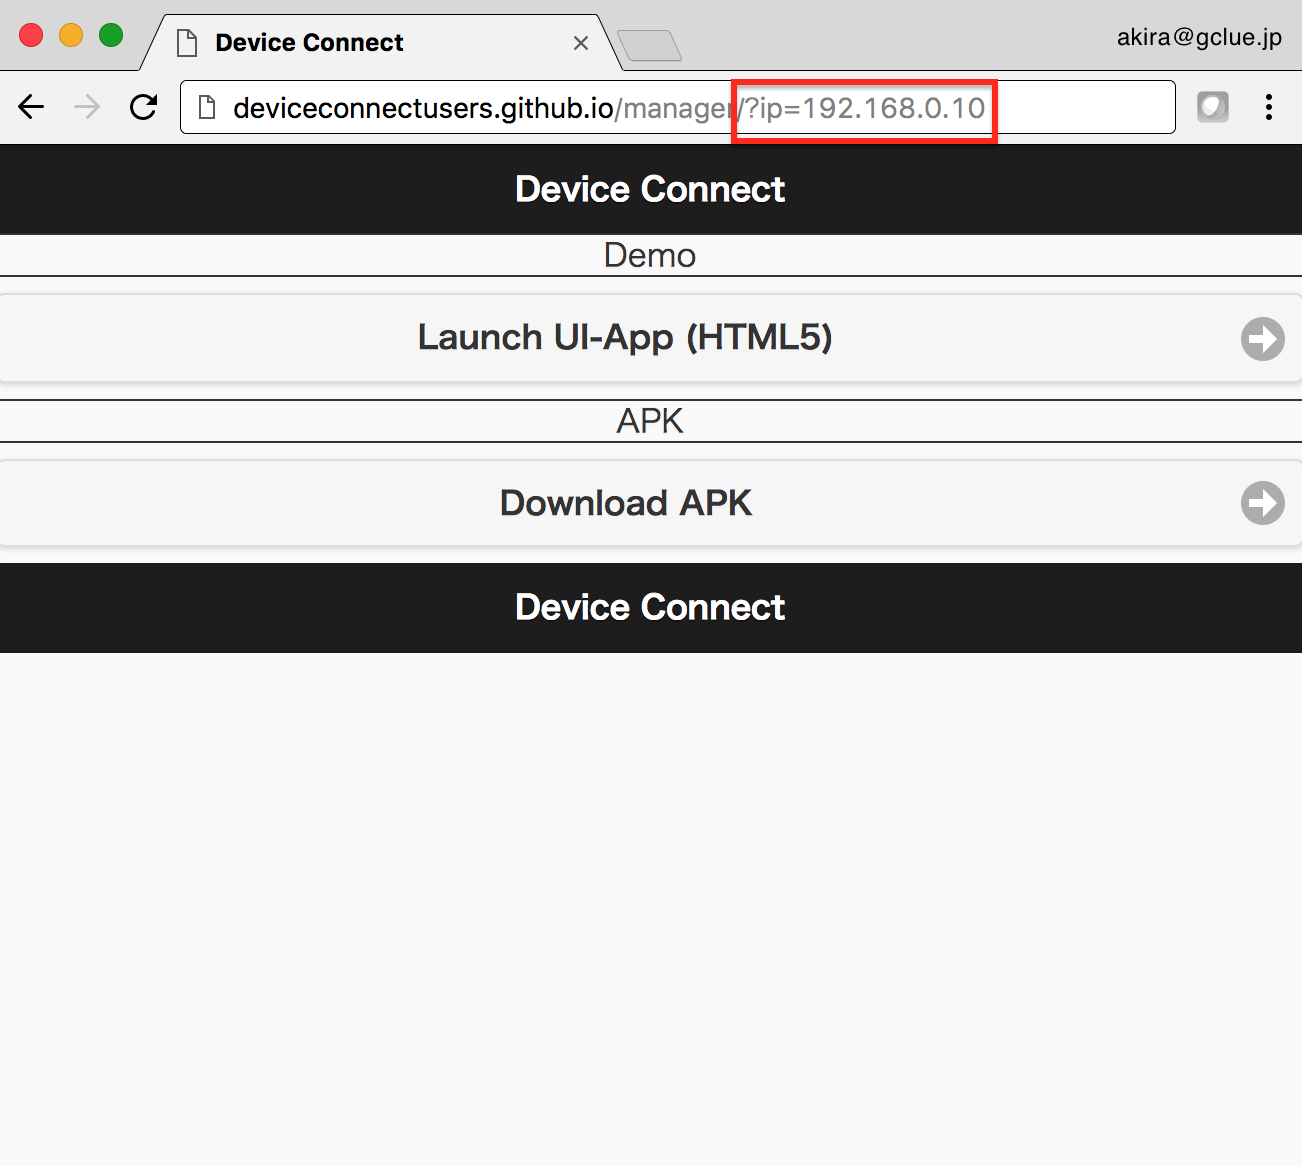 Device Connect
akira@gclue.jp
deviceconnectusers.github.io/manager/?ip=192.168.0.10
Device Connect
Demo
Launch UI-App (HTML5)
APK
Download APK
Device Connect